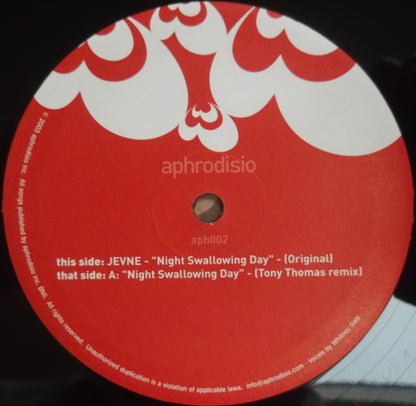 aphrodisio
aph002
this side: JEVNE - "Night Swallowing Day" - (Original)
that side: A: "Night Swallowing Day" - (Tony Thomas remix)
© 2003 aphrodisio inc. All songs published by aphrodisio inc. BMI. All rights reserved. Unauthorized duplication is a violation of applicable laws. info@aphrodisio.com - Vocals by Whitney Gale